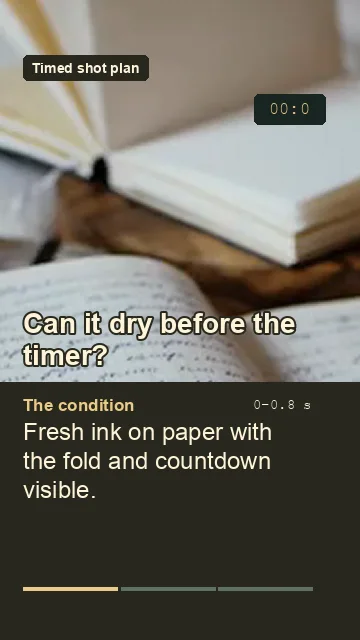 Timed shot plan
00:0
Can it dry before the
timer?
The condition
0–0.8 s
Fresh ink on paper with
the fold and countdown
visible.